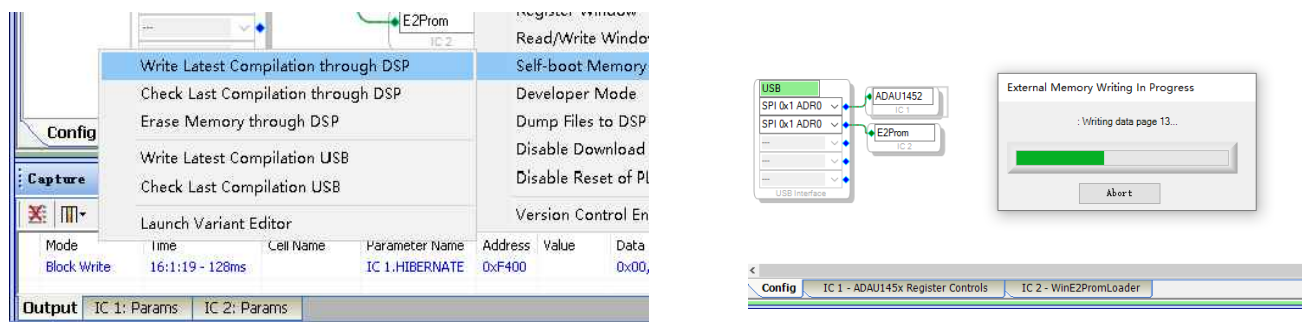 E2Prom
IC 2
Register Window
Read/Write Windo
Write Latest Compilation through DSP
Self-boot Memory
Check Last Compilation through DSP
Developer Mode
Erase Memory through DSP
Dump Files to DSP
Config
Write Latest Compilation USB
Disable Download
Check Last Compilation USB
Disable Reset of PL
Capture
Launch Variant Editor
Version Control En
Mode Time Cell Name Parameter Name Address Value Data
Block Write 16:1:19 - 128ms IC 1.HIBERNATE 0xF400 0x00,
Output IC 1: Params IC 2: Params
USB
SPI 0x1 ADR0
SPI 0x1 ADR0
---
---
---
USB Interface
ADAU1452
IC 1
E2Prom
IC 2
External Memory Writing In Progress
: Writing data page 13...
Abort
Config IC 1 - ADAU145x Register Controls IC 2 - WinE2PromLoader